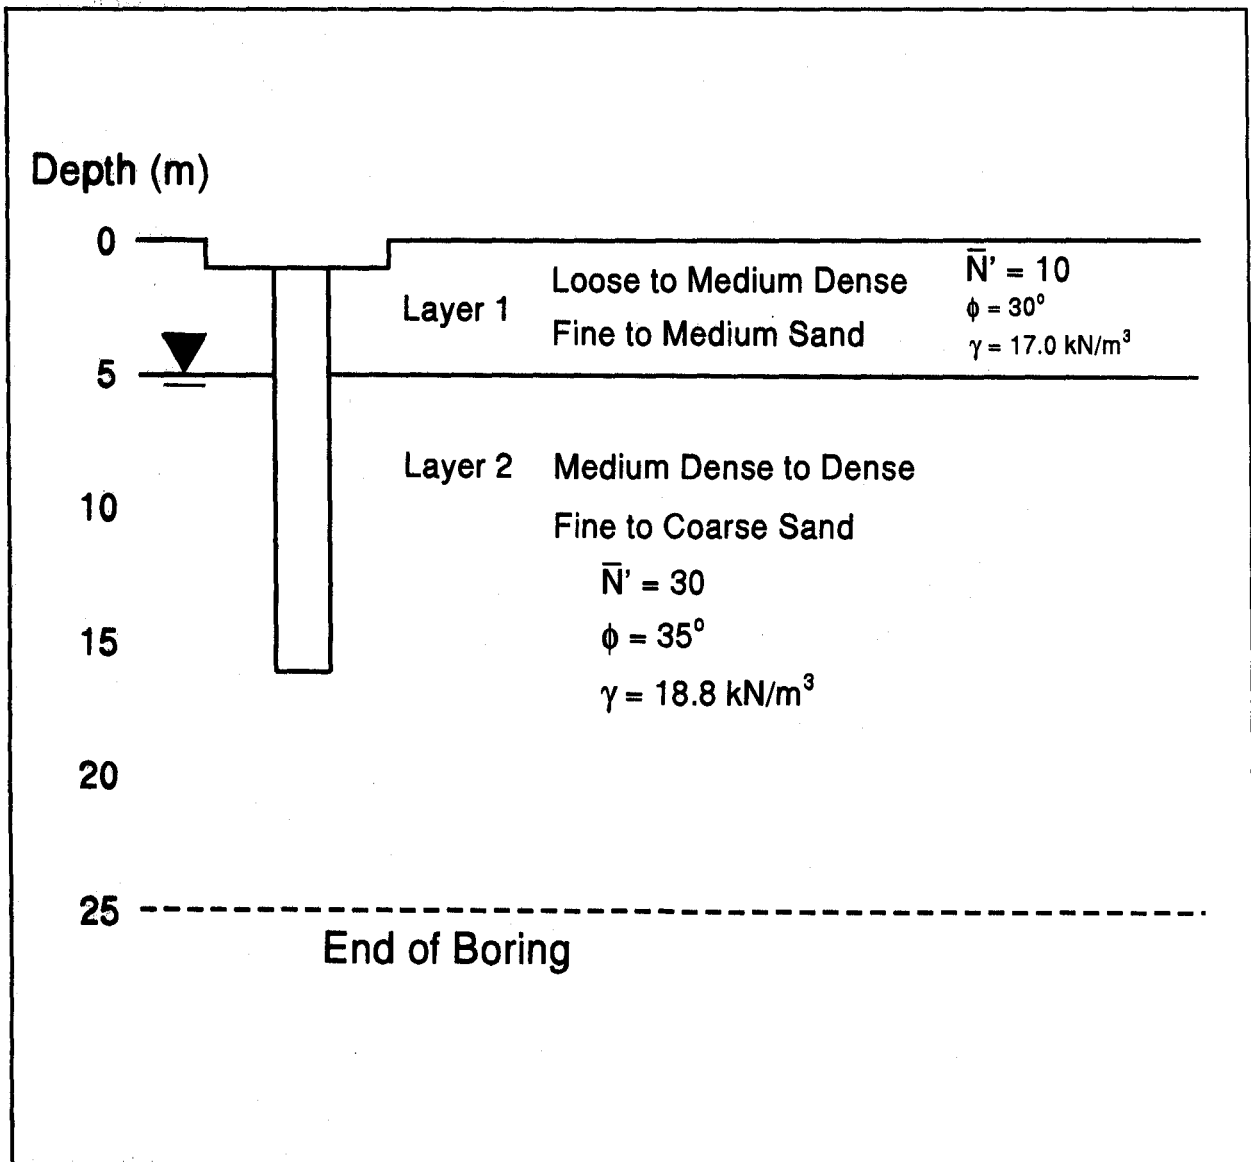 Depth (m)
0
Loose to Medium Dense
N̅' = 10
Layer 1
ϕ = 30⁰
Fine to Medium Sand
γ = 17.0 kN/m³
5
Layer 2 Medium Dense to Dense
10
Fine to Coarse Sand
N̅' = 30
15
ϕ = 35⁰
γ = 18.8 kN/m³
20
25
End of Boring